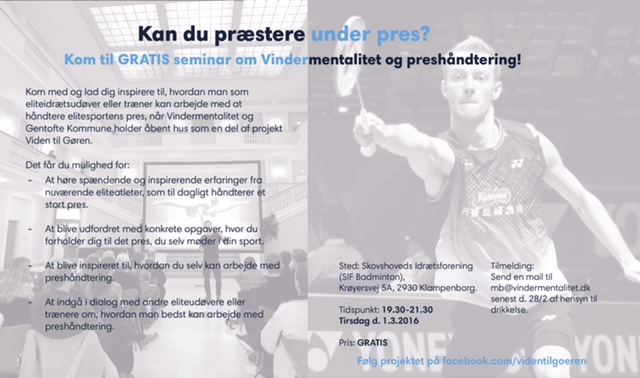 Kan du præstere under pres?
Kom til GRATIS seminar om Vindermentalitet og preshåndtering!
Kom med og lad dig inspirere til, hvordan man som
eliteidrætsudøver eller træner kan arbejde med at
håndtere elitesportens pres, når Vindermentalitet og
Gentofte Kommune holder åbent hus som en del af projekt
Viden til Gøren.
Det får du mulighed for:
- At høre spændende og inspirerende erfaringer fra
nuværende eliteatleter, som til dagligt håndterer et
stort pres.
- At blive udfordret med konkrete opgaver, hvor du
forholder dig til det pres, du selv møder i din sport.
- At blive inspireret til, hvordan du selv kan arbejde med
preshåndtering.
- At indgå i dialog med andre eliteudøvere eller
trænere om, hvordan man bedst kan arbejde med
preshåndtering.
Sted: Skovshoveds Idrætsforening
(SIF Badminton),
Krøyersvej 5A, 2930 Klampenborg.
Tidspunkt: 19.30-21.30
Tirsdag d. 1.3.2016
Pris: GRATIS
Tilmelding:
Send en mail til
mb@vindermentalitet.dk
senest d. 28/2 af hensyn til
drikkelse.
Følg projektet på facebook.com/videntilgoeren
YONEX
YO
YONE